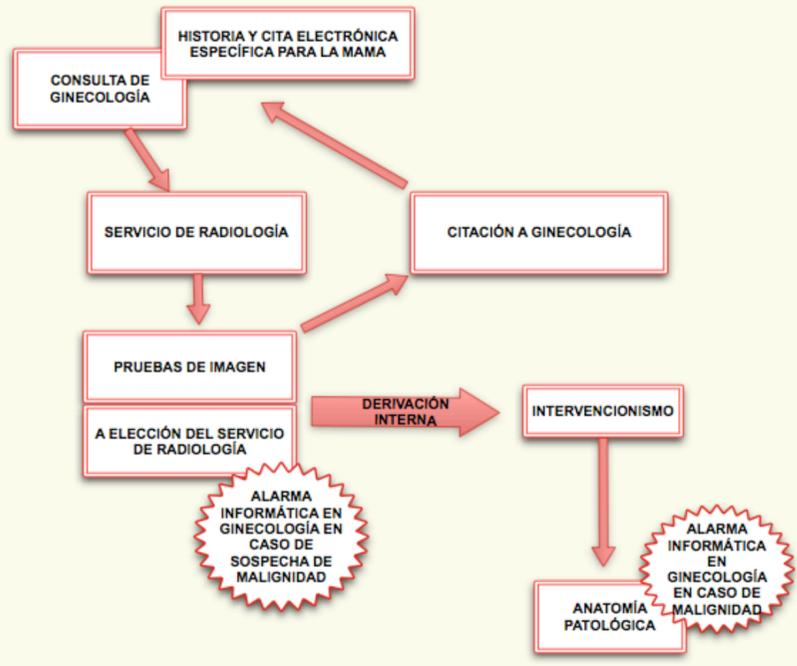 HISTORIA Y CITA ELECTRÓNICA
ESPECÍFICA PARA LA MAMA
CONSULTA DE
GINECOLOGÍA
SERVICIO DE RADIOLOGÍA
CITACIÓN A GINECOLOGÍA
PRUEBAS DE IMAGEN
A ELECCIÓN DEL SERVICIO
DE RADIOLOGÍA
DERIVACIÓN
INTERNA
INTERVENCIONISMO
ALARMA
INFORMÁTICA EN
GINECOLOGÍA EN
CASO DE
SOSPECHA DE
MALIGNIDAD
ALARMA
INFORMÁTICA
EN
GINECOLOGÍA
EN CASO DE
MALIGNIDAD
ANATOMÍA
PATOLÓGICA